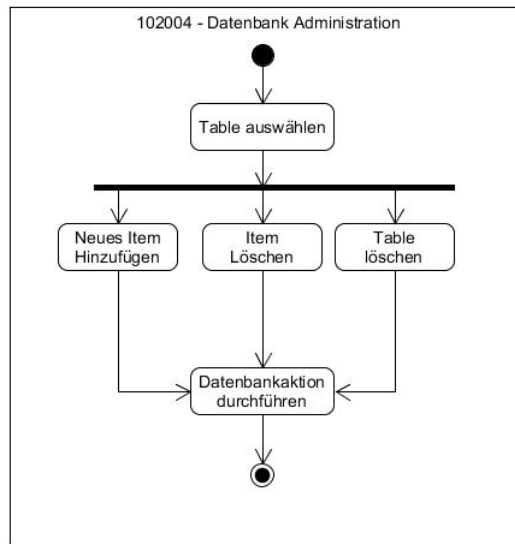 102004 - Datenbank Administration
Table auswählen
Neues Item
Hinzufügen
Item
Löschen
Table
löschen
Datenbankaktion
durchführen